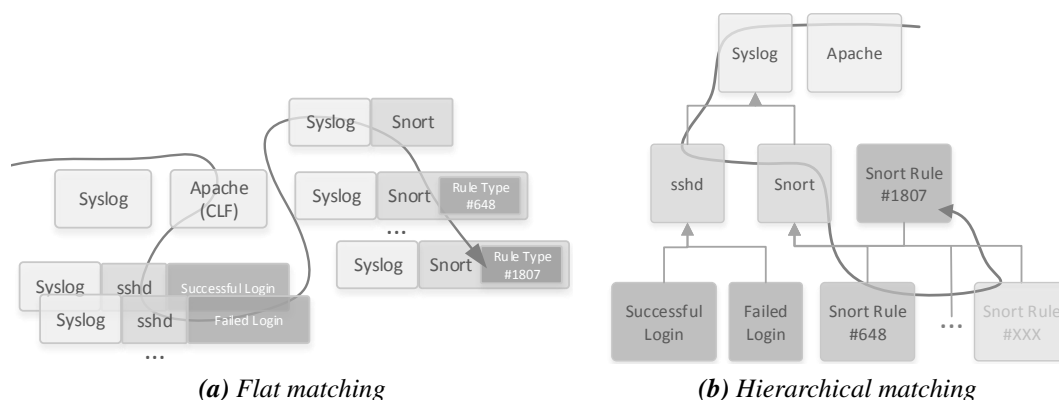 Syslog
Snort
Syslog
Snort
Rule Type
#648
...
Syslog
Snort
Rule Type
#1807
Syslog
Apache
(CLF)
Syslog
sshd
Successful Login
Syslog
sshd
Failed Login
...
(a) Flat matching
Syslog
Apache
sshd
Snort
Snort Rule
#1807
Successful
Login
Failed
Login
Snort Rule
#648
...
Snort Rule
#XXX
(b) Hierarchical matching